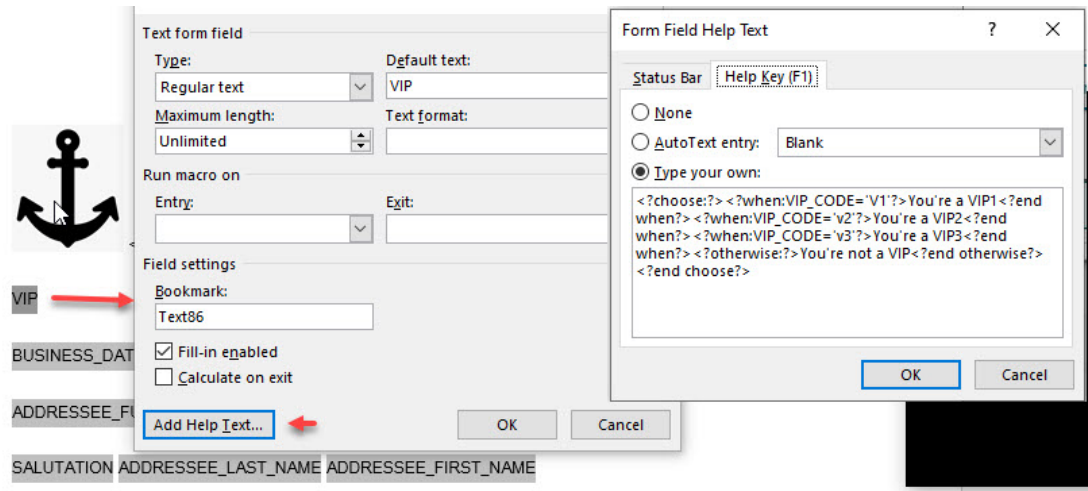 Text form field
Type:
Default text:
Regular text
VIP
Maximum length:
Text format:
Unlimited
Run macro on
Entry:
Exit:
Field settings
Bookmark:
Text86
Fill-in enabled
Calculate on exit
Add Help Text...
OK
Cancel
Form Field Help Text
?
Status Bar
Help Key (F1)
None
AutoText entry:
Blank
Type your own:
<?choose:?><?when:VIP_CODE='V1'?>You're a VIP1<?end
when?><?when:VIP_CODE='v2'?>You're a VIP2<?end
when?><?when:VIP_CODE='v3'?>You're a VIP3<?end
when?><?otherwise:?>You're not a VIP<?end otherwise?>
<?end choose?>
OK
Cancel
VIP
BUSINESS_DAT
ADDRESSEE_FU
SALUTATION ADDRESSEE_LAST_NAME ADDRESSEE_FIRST_NAME